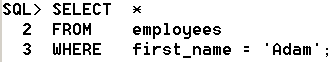 SQL> SELECT  *
  2  FROM    employees
  3  WHERE   first_name = 'Adam';